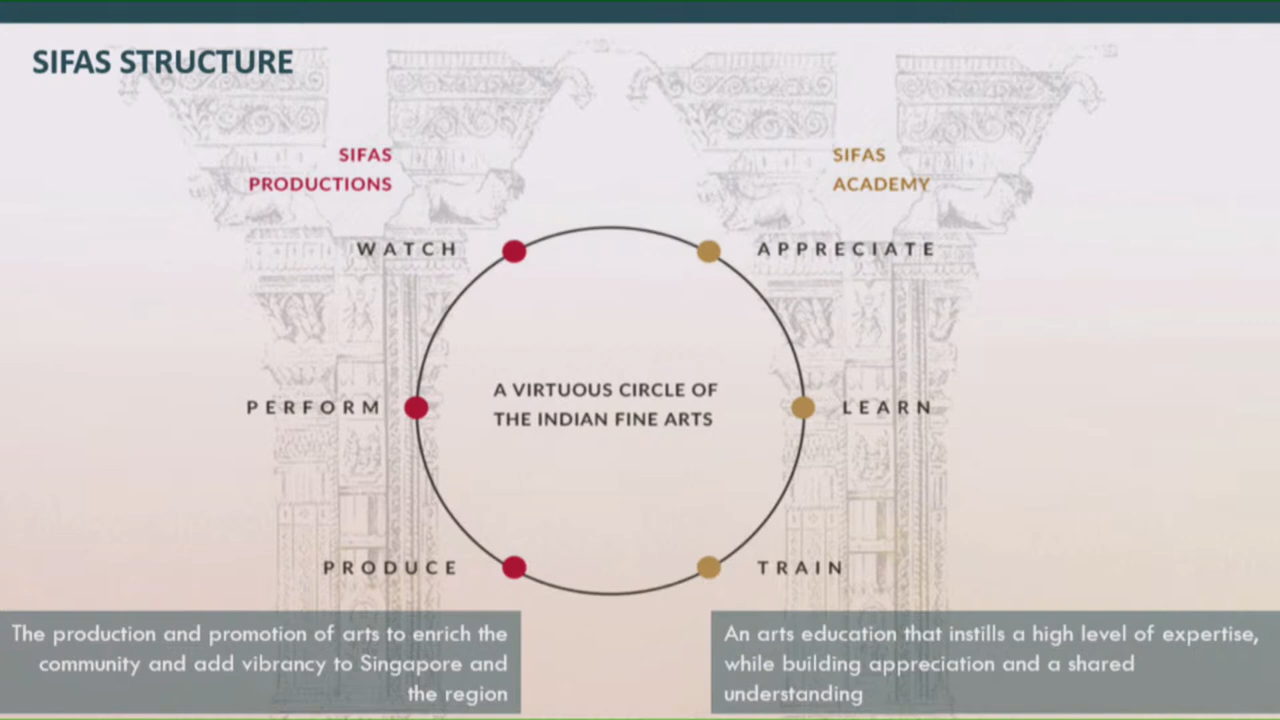 SIFAS STRUCTURE
SIFAS
PRODUCTIONS
SIFAS
ACADEMY
WATCH
APPRECIATE
PERFORM
A VIRTUOUS CIRCLE OF
THE INDIAN FINE ARTS
LEARN
PRODUCE
TRAIN
The production and promotion of arts to enrich the
community and add vibrancy to Singapore and
the region
An arts education that instills a high level of expertise,
while building appreciation and a shared
understanding